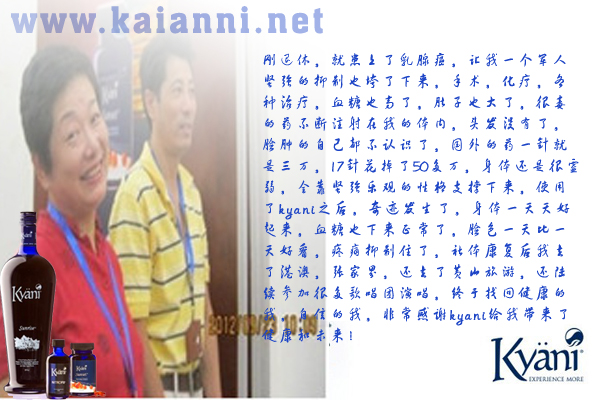 www.kaianni.net
刚退休，就患上了乳腺癌，让我一个军人
坚强的抑制也垮了下来，手术，化疗，各
种治疗，血糖也高了，肚子也大了，很毒
的药不断注射在我的体内，头发没有了，
脸肿的自己都不认识了，国外的药一针就
是三万，17针花掉了50多万，身体还是很虚
弱，全靠坚强乐观的性格支撑下来，使用
了kyani之后，奇迹发生了，身体一天天好
起来，血糖也下来正常了，脸色一天比一
天好看，疼痛抑制住了，社体康复后我去
了港澳，张家界，还去了黄山旅游，还陆
续参加很多歌唱团演唱，终于找回健康的
我，自信的我，非常感谢kyani给我带来了
健康和未来！
2012/09/23 10:09
Kyäni
Sunrise
Kyäni
Kyäni
Kyäni
EXPERIENCE MORE